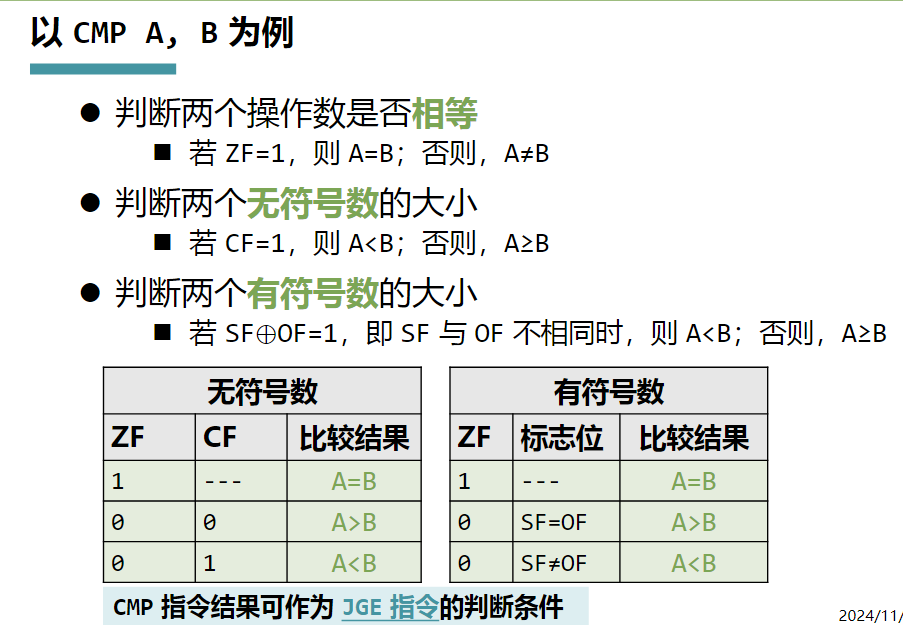 以 CMP A，B 为例
● 判断两个操作数是否相等
■ 若 ZF=1，则 A=B；否则，A≠B
● 判断两个无符号数的大小
■ 若 CF=1，则 A<B；否则，A≥B
● 判断两个有符号数的大小
■ 若 SF⊕OF=1，即 SF 与 OF 不相同时，则 A<B；否则，A≥B
无符号数
ZF CF 比较结果
1 --- A=B
0 0 A>B
0 1 A<B
有符号数
ZF 标志位 比较结果
1 --- A=B
0 SF=OF A>B
0 SF≠OF A<B
CMP 指令结果可作为 JGE 指令的判断条件
2024/11/